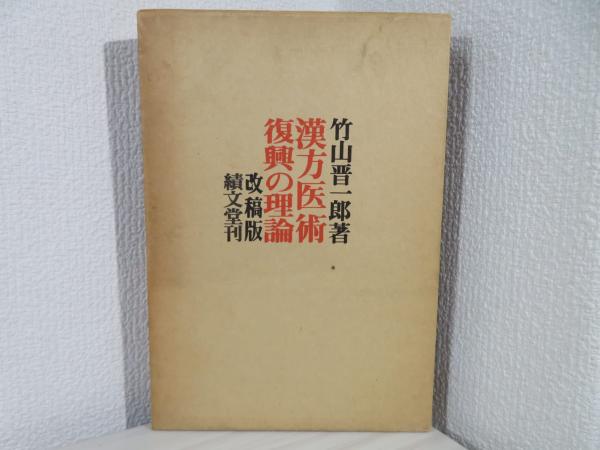 竹山晋一郎著
漢方医術
復興の理論
改稿版
績文堂刊